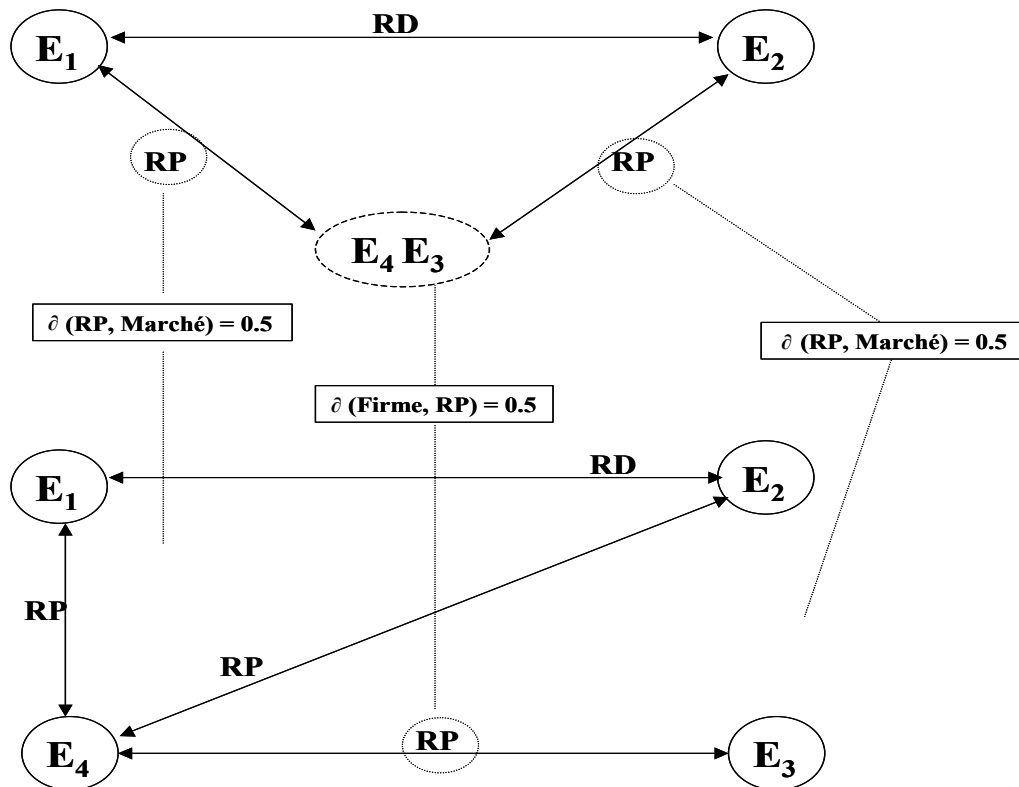 RD
E₁ E₂
RP RP
E₄ E₃
∂ (RP, Marché) = 0.5
∂ (RP, Marché) = 0.5
∂ (Firme, RP) = 0.5
RD
E₁ E₂
RP
RP
RP
E₄ E₃